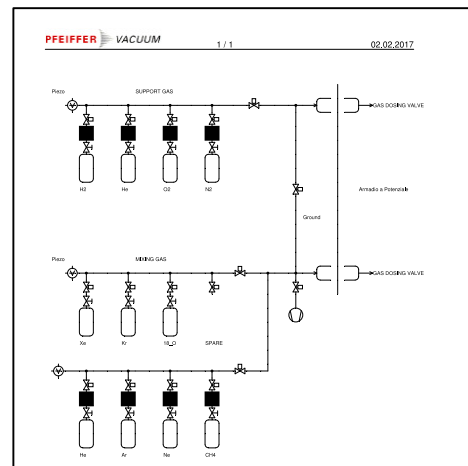 PFEIFFER VACUUM 1 / 1 02.02.2017
Piezo SUPPORT GAS
GAS DOSING VALVE
H2 He O2 N2 Armadio a Potenziale
Ground
Piezo MIXING GAS
GAS DOSING VALVE
Xe Kr 18_O SPARE
He Ar Ne CH4